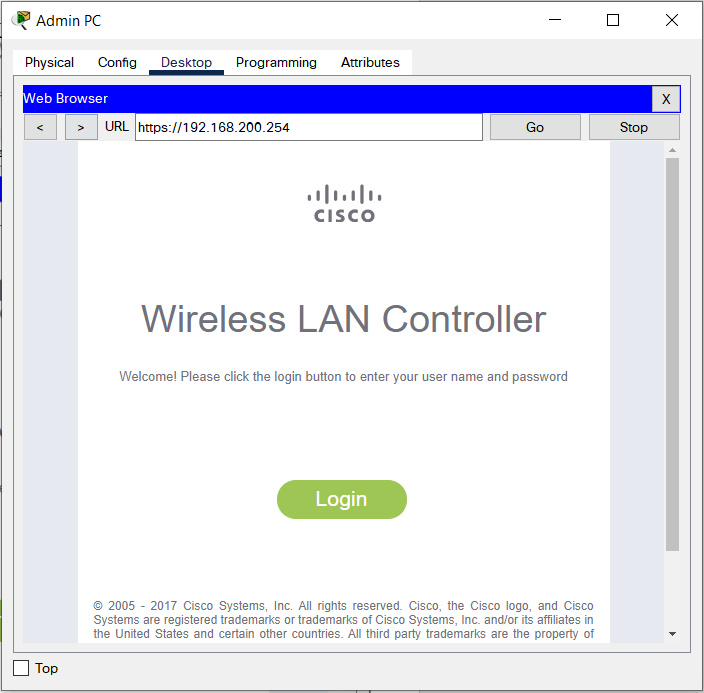 Admin PC
Physical Config Desktop Programming Attributes
Web Browser
X
< > URL https://192.168.200.254 Go Stop
CISCO
Wireless LAN Controller
Welcome! Please click the login button to enter your user name and password
Login
© 2005 - 2017 Cisco Systems, Inc. All rights reserved. Cisco, the Cisco logo, and Cisco
Systems are registered trademarks or trademarks of Cisco Systems, Inc. and/or its affiliates in
the United States and certain other countries. All third party trademarks are the property of
Top